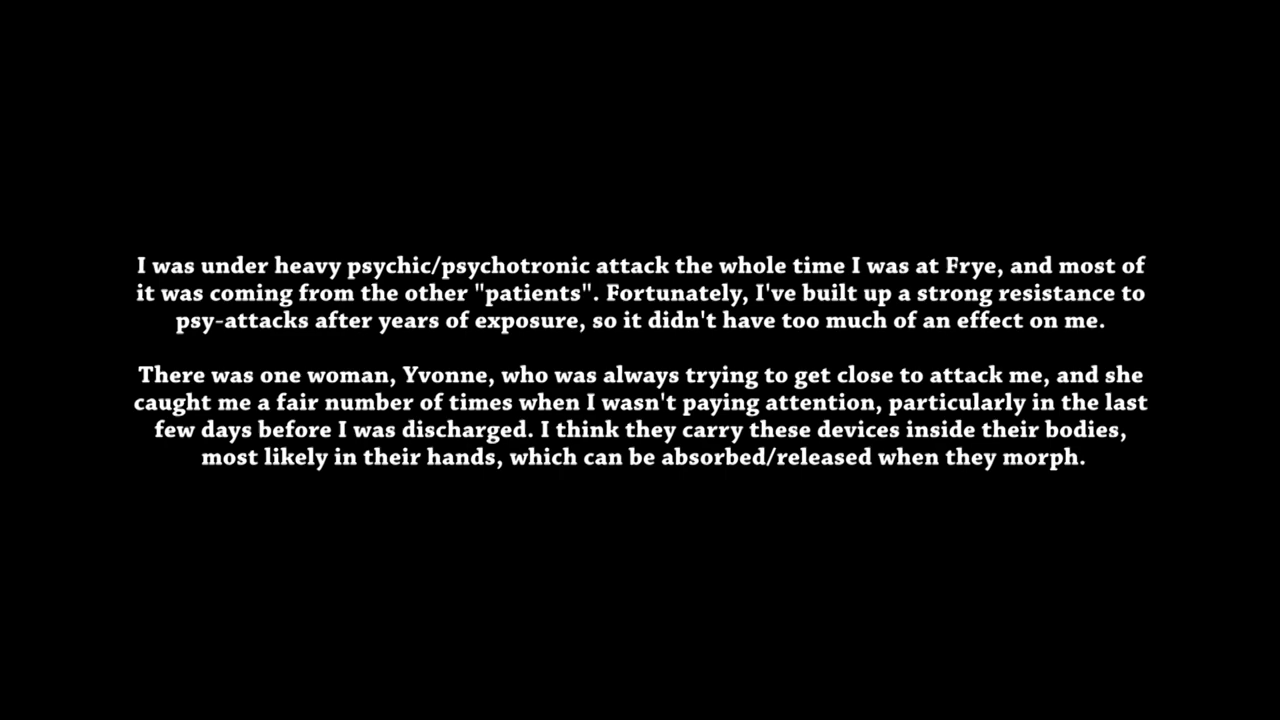 I was under heavy psychic/psychotronic attack the whole time I was at Frye, and most of
it was coming from the other "patients". Fortunately, I've built up a strong resistance to
psy-attacks after years of exposure, so it didn't have too much of an effect on me.
There was one woman, Yvonne, who was always trying to get close to attack me, and she
caught me a fair number of times when I wasn't paying attention, particularly in the last
few days before I was discharged. I think they carry these devices inside their bodies,
most likely in their hands, which can be absorbed/released when they morph.